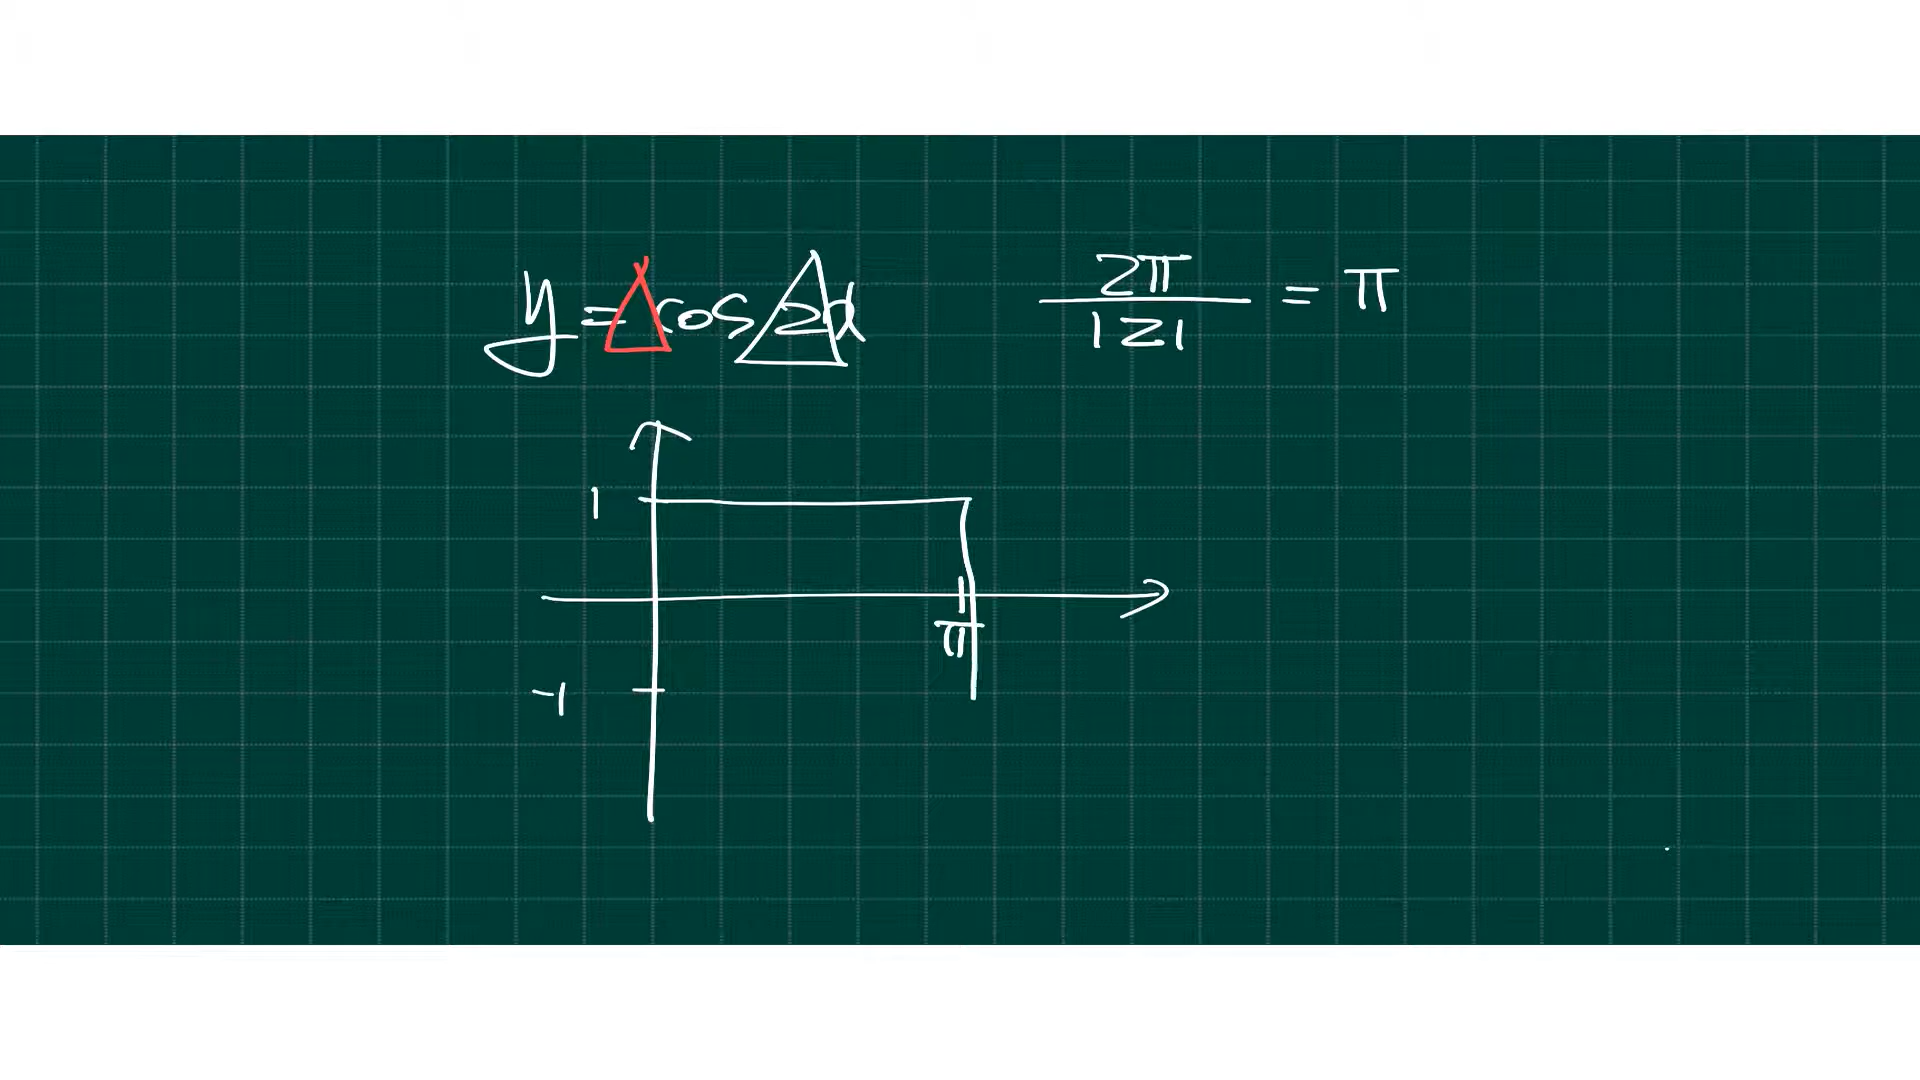 y = cos 2x
2π / |2| = π
1
π
-1